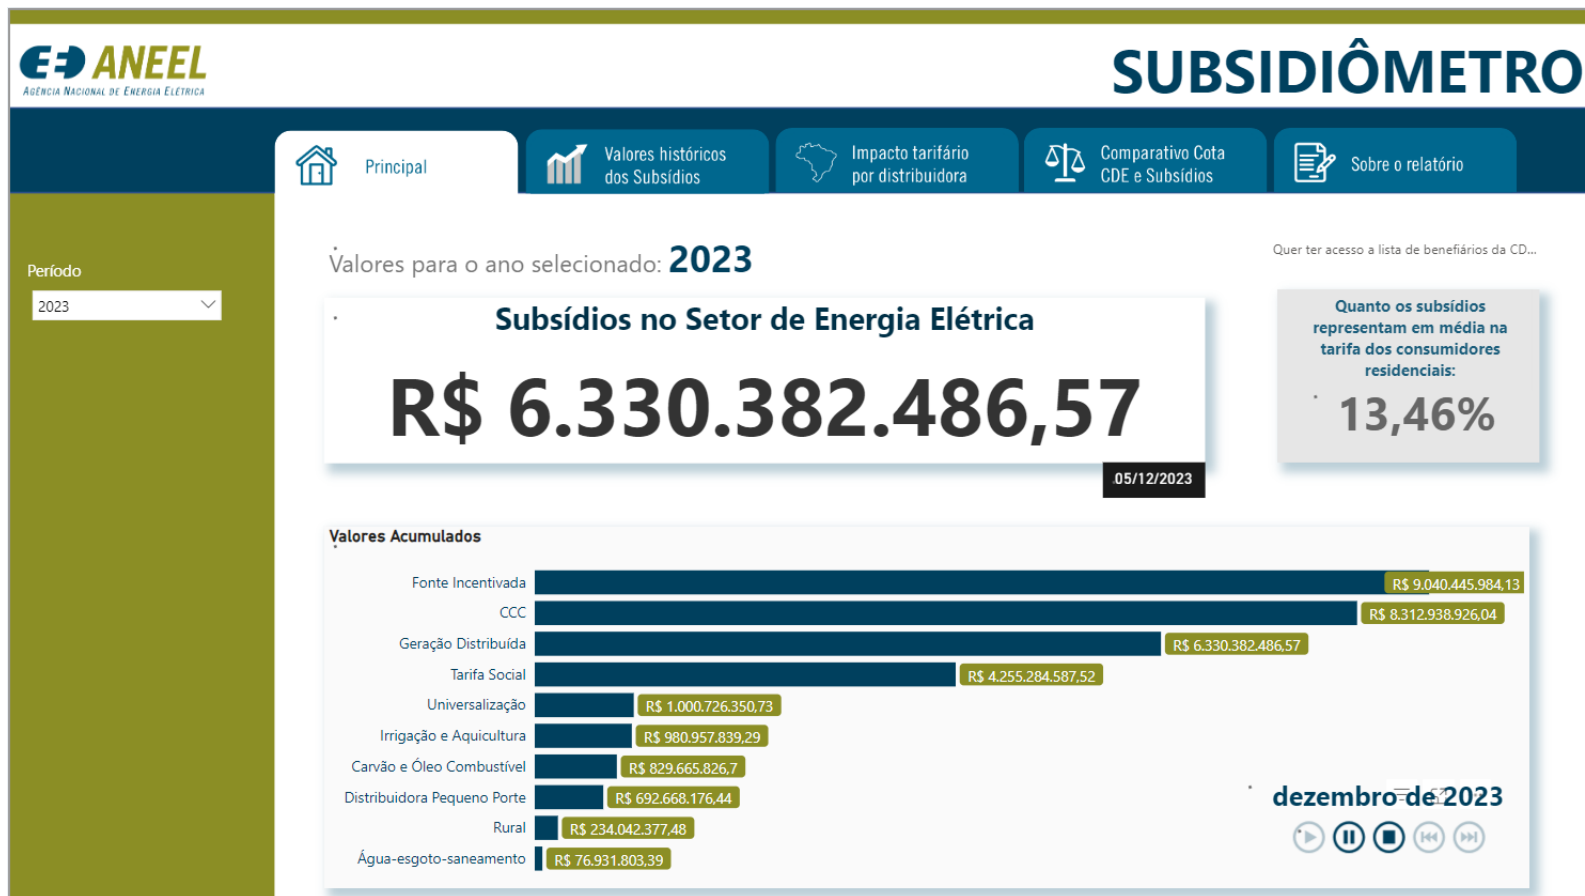 ANEEL
AGÊNCIA NACIONAL DE ENERGIA ELÉTRICA
SUBSIDIÔMETRO
Principal
Valores históricos
dos Subsídios
Impacto tarifário
por distribuidora
Comparativo Cota
CDE e Subsídios
Sobre o relatório
Período
2023
Valores para o ano selecionado: 2023
Quer ter acesso a lista de benefiários da CD...
Subsídios no Setor de Energia Elétrica
R$ 6.330.382.486,57
05/12/2023
Quanto os subsídios
representam em média na
tarifa dos consumidores
residenciais:
13,46%
Valores Acumulados
Fonte Incentivada R$ 9.040.445.984,13
CCC R$ 8.312.938.926,04
Geração Distribuída R$ 6.330.382.486,57
Tarifa Social R$ 4.255.284.587,52
Universalização R$ 1.000.726.350,73
Irrigação e Aquicultura R$ 980.957.839,29
Carvão e Óleo Combustível R$ 829.665.826,7
Distribuidora Pequeno Porte R$ 692.668.176,44
Rural R$ 234.042.377,48
Água-esgoto-saneamento R$ 76.931.803,39
dezembro de 2023